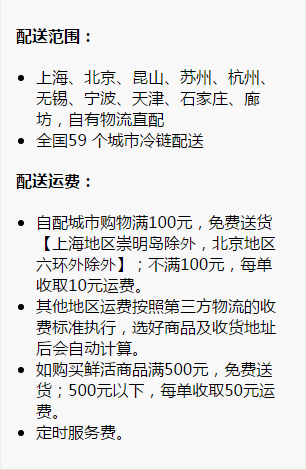 配送范围：
上海、北京、昆山、苏州、杭州、
无锡、宁波、天津、石家庄、廊
坊，自有物流直配
全国59 个城市冷链配送
配送运费：
自配城市购物满100元，免费送货
【上海地区崇明岛除外，北京地区
六环外除外】；不满100元，每单
收取10元运费。
其他地区运费按照第三方物流的收
费标准执行，选好商品及收货地址
后会自动计算。
如购买鲜活商品满500元，免费送
货；500元以下，每单收取50元运
费。
定时服务费。